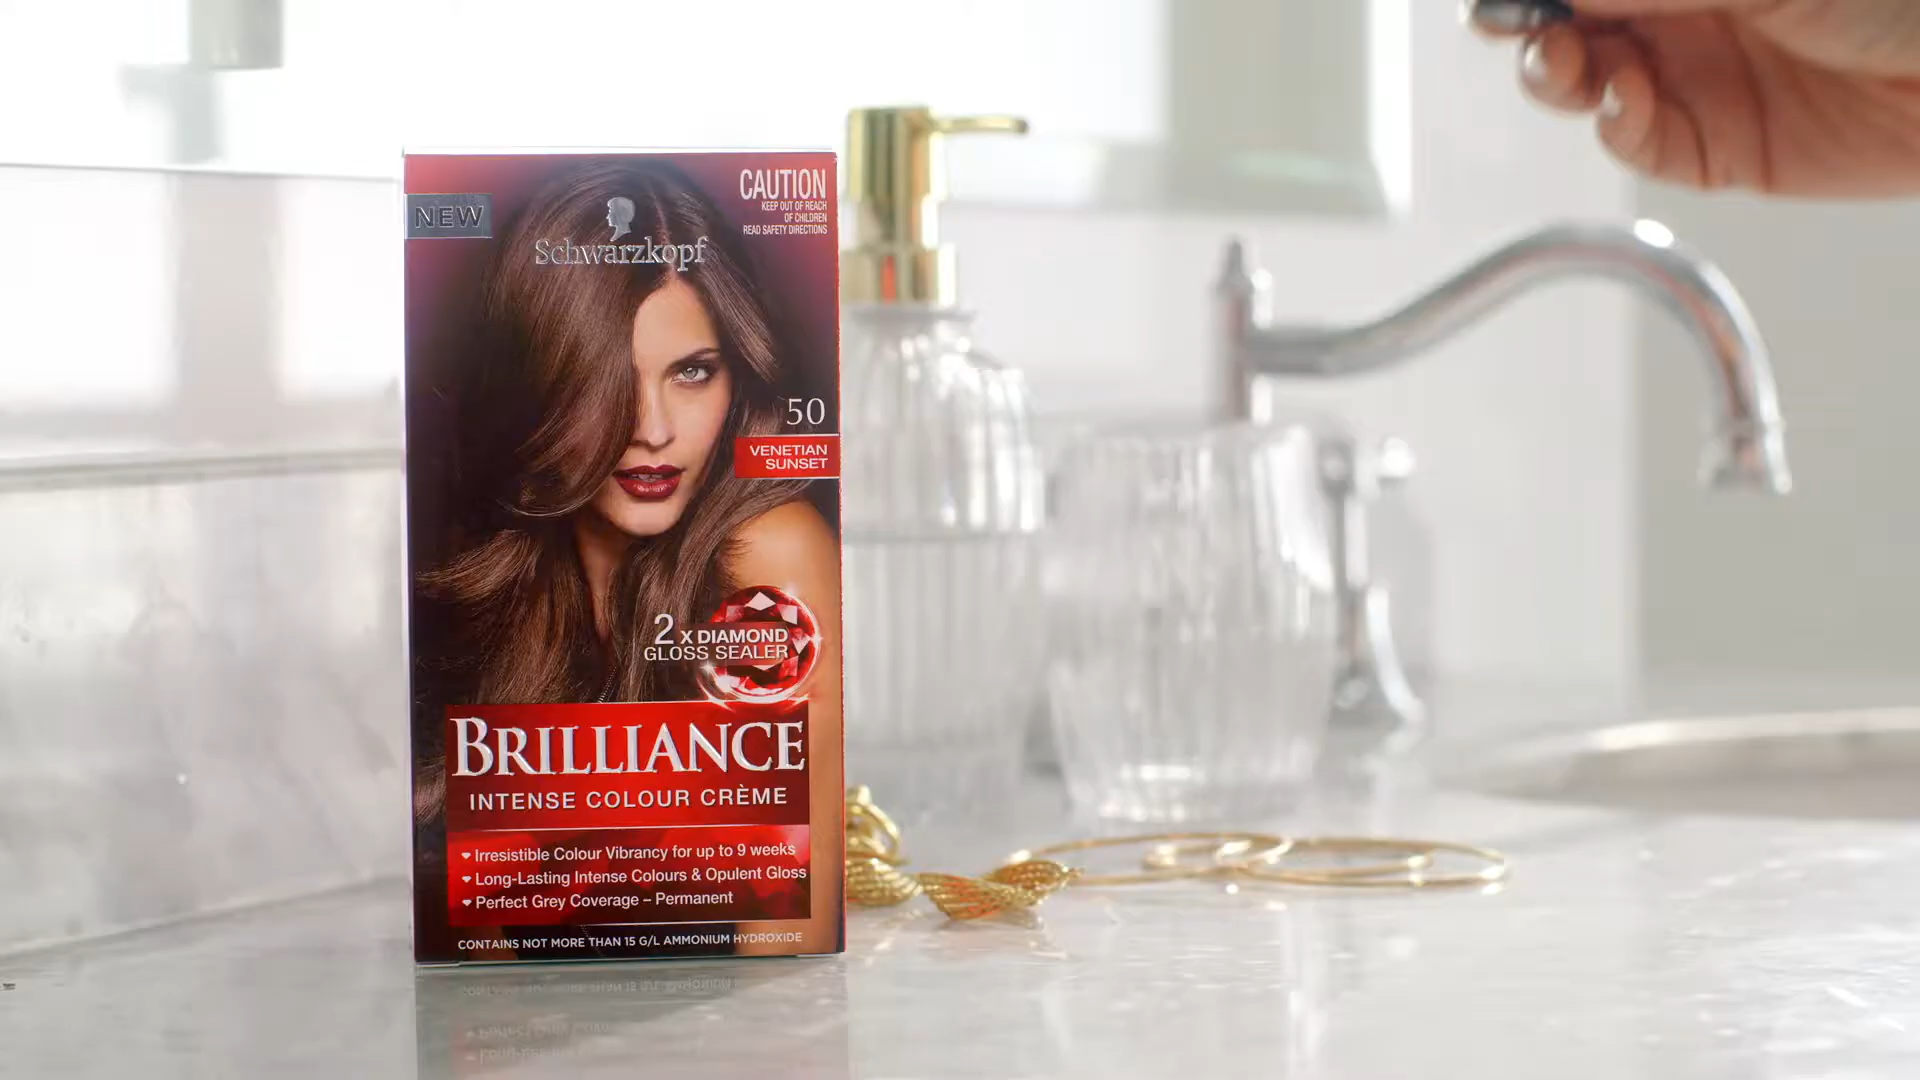 NEW
Schwarzkopf
CAUTION
KEEP OUT OF REACH
OF CHILDREN
READ SAFETY DIRECTIONS
50
VENETIAN
SUNSET
2 X DIAMOND
GLOSS SEALER
BRILLIANCE
INTENSE COLOUR CRÈME
Irresistible Colour Vibrancy for up to 9 weeks
Long-Lasting Intense Colours & Opulent Gloss
Perfect Grey Coverage – Permanent
CONTAINS NOT MORE THAN 15 G/L AMMONIUM HYDROXIDE